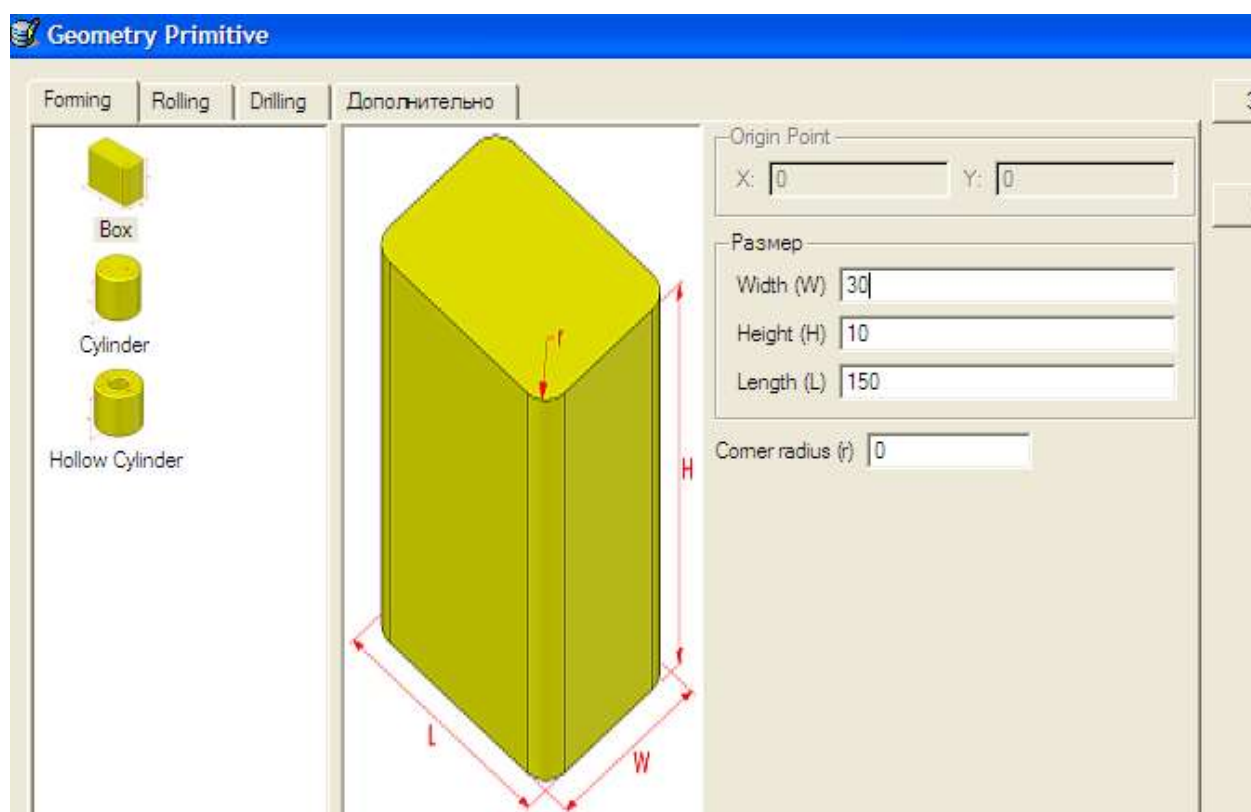 Geometry Primitive
Forming Rolling Drilling Дополнительно
Box
Cylinder
Hollow Cylinder
r
H
L
W
Origin Point
X: 0 Y: 0
Размер
Width (W) 30
Height (H) 10
Length (L) 150
Corner radius (r) 0